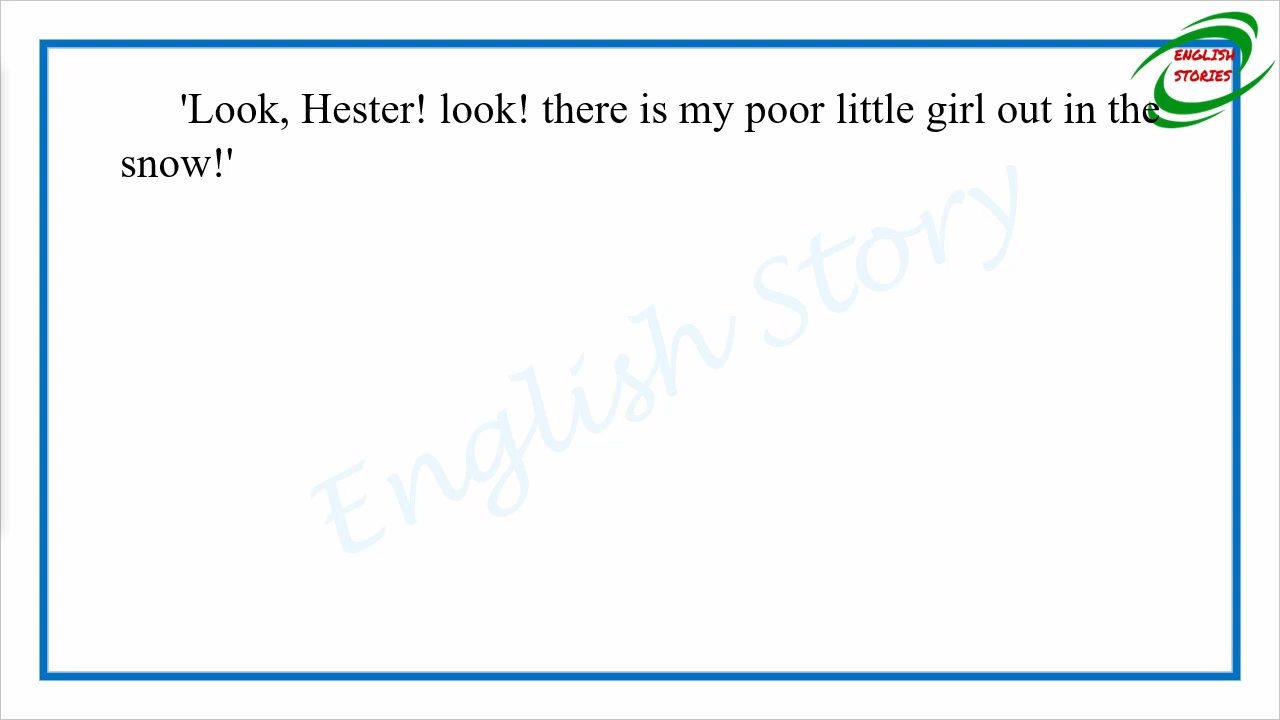 ENGLISH
STORIES
'Look, Hester! look! there is my poor little girl out in the
snow!'
English Story